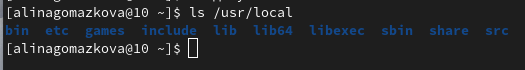 [alinagomazkova@10 ~]$ ls /usr/local
bin etc games include lib lib64 libexec sbin share src
[alinagomazkova@10 ~]$